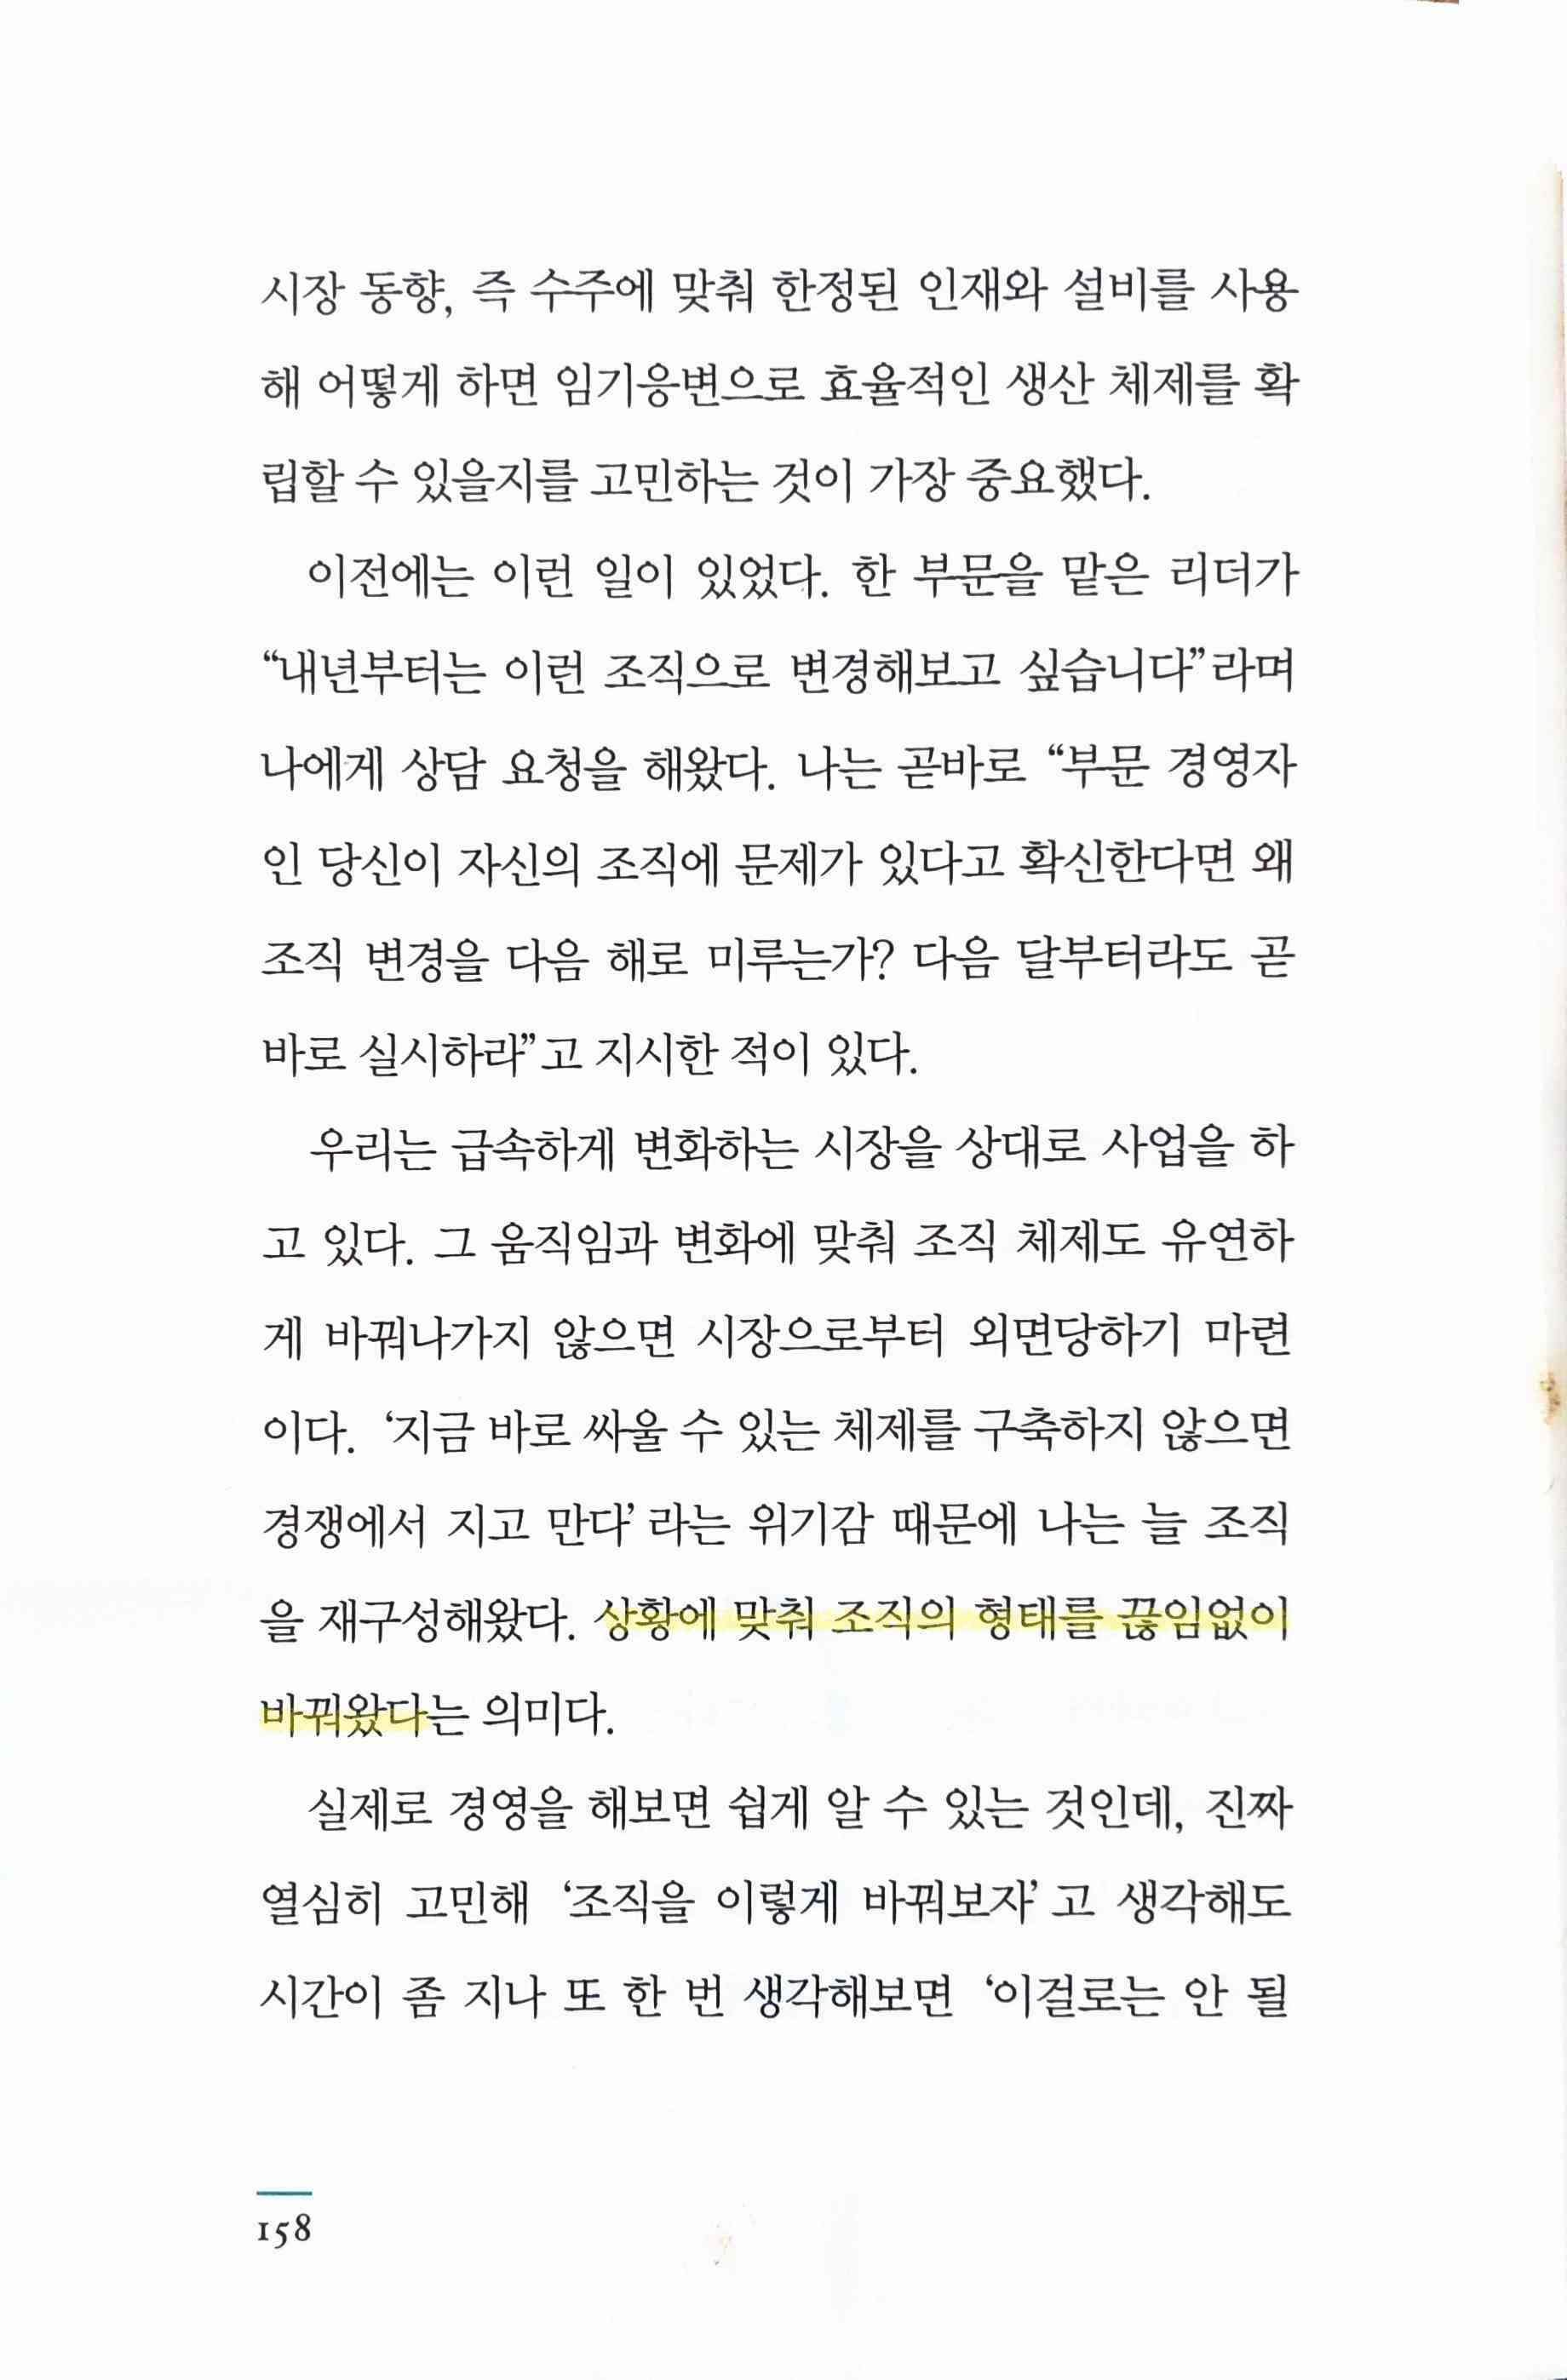 시장 동향, 즉 수주에 맞춰 한정된 인재와 설비를 사용
해 어떻게 하면 임기응변으로 효율적인 생산 체제를 확
립할 수 있을지를 고민하는 것이 가장 중요했다.
이전에는 이런 일이 있었다. 한 부문을 맡은 리더가
“내년부터는 이런 조직으로 변경해보고 싶습니다”라며
나에게 상담 요청을 해왔다. 나는 곧바로 “부문 경영자
인 당신이 자신의 조직에 문제가 있다고 확신한다면 왜
조직 변경을 다음 해로 미루는가? 다음 달부터라도 곧
바로 실시하라”고 지시한 적이 있다.
우리는 급속하게 변화하는 시장을 상대로 사업을 하
고 있다. 그 움직임과 변화에 맞춰 조직 체제도 유연하
게 바꿔나가지 않으면 시장으로부터 외면당하기 마련
이다. ‘지금 바로 싸울 수 있는 체제를 구축하지 않으면
경쟁에서 지고 만다’라는 위기감 때문에 나는 늘 조직
을 재구성해왔다. 상황에 맞춰 조직의 형태를 끊임없이
바꿔왔다는 의미다.
실제로 경영을 해보면 쉽게 알 수 있는 것인데, 진짜
열심히 고민해 ‘조직을 이렇게 바꿔보자’고 생각해도
시간이 좀 지나 또 한 번 생각해보면 ‘이걸로는 안 될
158